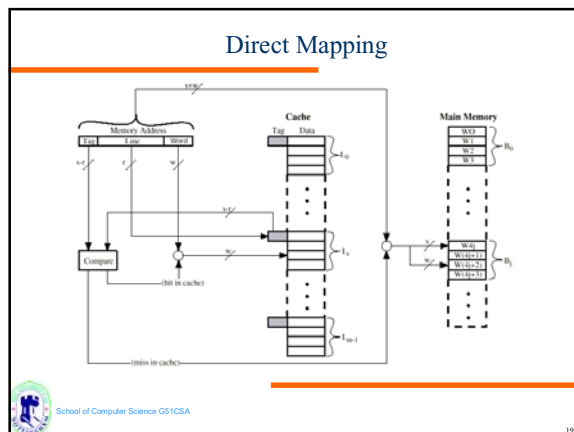 Direct Mapping
s+w
Cache
Main Memory
Memory Address
Tag Data
Tag Line Word
W0
W1
W2
W3
B0
L0
s-r
r
w
s-r
Li
Compare
w
s
w
W4j
W(4j+1)
W(4j+2)
W(4j+3)
Bj
(hit in cache)
Lm-1
(miss in cache)
School of Computer Science G51CSA
19